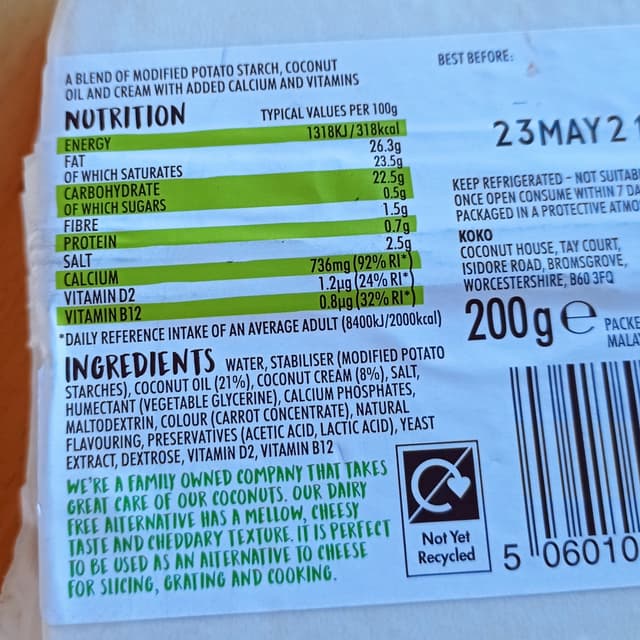 A BLEND OF MODIFIED POTATO STARCH, COCONUT
OIL AND CREAM WITH ADDED CALCIUM AND VITAMINS
NUTRITION TYPICAL VALUES PER 100g
ENERGY 1318KJ/318kcal
FAT 26.3g
OF WHICH SATURATES 23.5g
CARBOHYDRATE 22.5g
OF WHICH SUGARS 0.5g
FIBRE 1.5g
PROTEIN 0.7g
SALT 2.5g
CALCIUM 736mg (92% RI*)
VITAMIN D2 1.2µg (24% RI*)
VITAMIN B12 0.8µg (32% RI*)
*DAILY REFERENCE INTAKE OF AN AVERAGE ADULT (8400kJ/2000kcal)
INGREDIENTS WATER, STABILISER (MODIFIED POTATO
STARCHES), COCONUT OIL (21%), COCONUT CREAM (8%), SALT,
HUMECTANT (VEGETABLE GLYCERINE), CALCIUM PHOSPHATES,
MALTODEXTRIN, COLOUR (CARROT CONCENTRATE), NATURAL
FLAVOURING, PRESERVATIVES (ACETIC ACID, LACTIC ACID), YEAST
EXTRACT, DEXTROSE, VITAMIN D2, VITAMIN B12
WE'RE A FAMILY OWNED COMPANY THAT TAKES
GREAT CARE OF OUR COCONUTS. OUR DAIRY
FREE ALTERNATIVE HAS A MELLOW, CHEESY
TASTE AND CHEDDARY TEXTURE. IT IS PERFECT
TO BE USED AS AN ALTERNATIVE TO CHEESE
FOR SLICING, GRATING AND COOKING.
BEST BEFORE:
23MAY21
KEEP REFRIGERATED – NOT SUITAB
ONCE OPEN CONSUME WITHIN 7 DA
PACKAGED IN A PROTECTIVE ATMO
KOKO
COCONUT HOUSE, TAY COURT,
ISIDORE ROAD, BROMSGROVE,
WORCESTERSHIRE, B60 3FQ
200g e PACKE
MALA
Not Yet
Recycled
5 06010